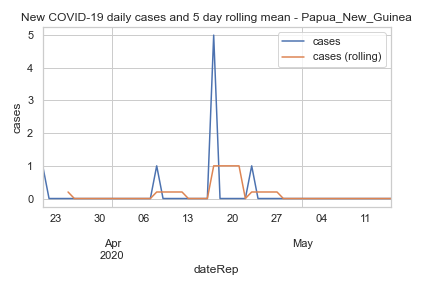 New COVID-19 daily cases and 5 day rolling mean - Papua_New_Guinea
cases
cases (rolling)
cases
5
4
3
2
1
0
23 30 06 13 20 27 04 11
Apr May
2020
dateRep